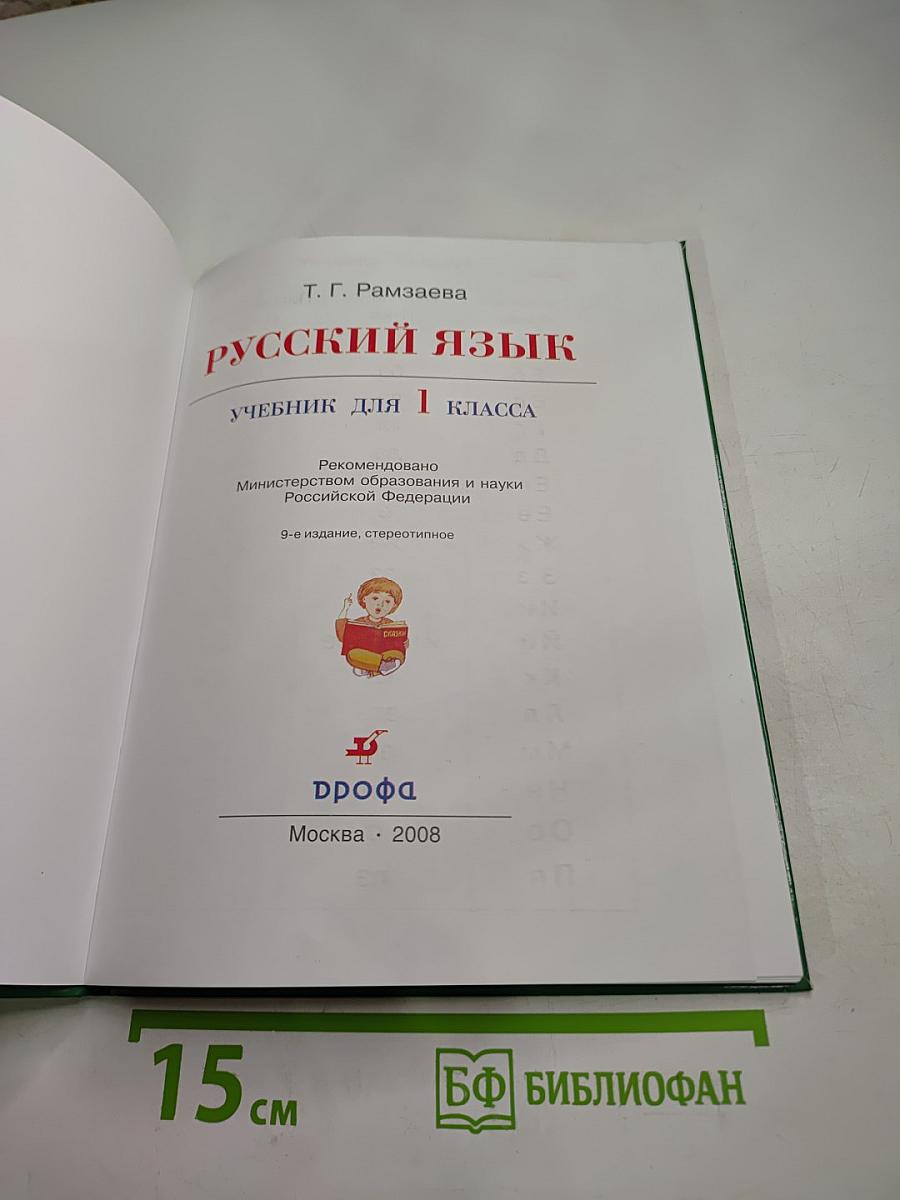 Т. Г. Рамзаева
РУССКИЙ ЯЗЫК
УЧЕБНИК ДЛЯ 1 КЛАССА
Рекомендовано
Министерством образования и науки
Российской Федерации
9-е издание, стереотипное
СКАЗКИ
ДРОФА
Москва · 2008
15 см
БФ БИБЛИОФАН